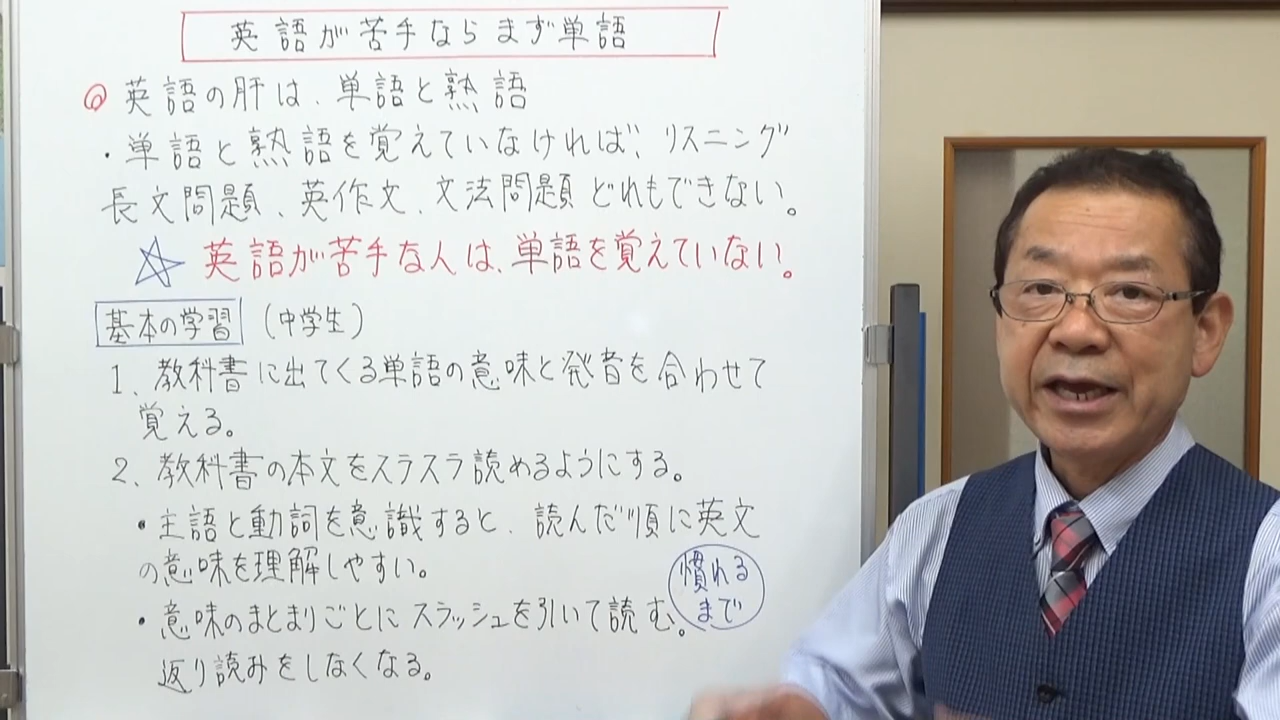 英語が苦手ならまず単語
◎ 英語の肝は、単語と熟語
・単語と熟語を覚えていなければ、リスニング
長文問題、英作文、文法問題どれもできない。
☆ 英語が苦手な人は、単語を覚えていない。
基本の学習 (中学生)
1、教科書に出てくる単語の意味と発音を合わせて
覚える。
2、教科書の本文をスラスラ読めるようにする。
・主語と動詞を意識すると、読んだ順に英文
の意味を理解しやすい。
慣れる
まで
・意味のまとまりごとにスラッシュを引いて読む。
返り読みをしなくなる。